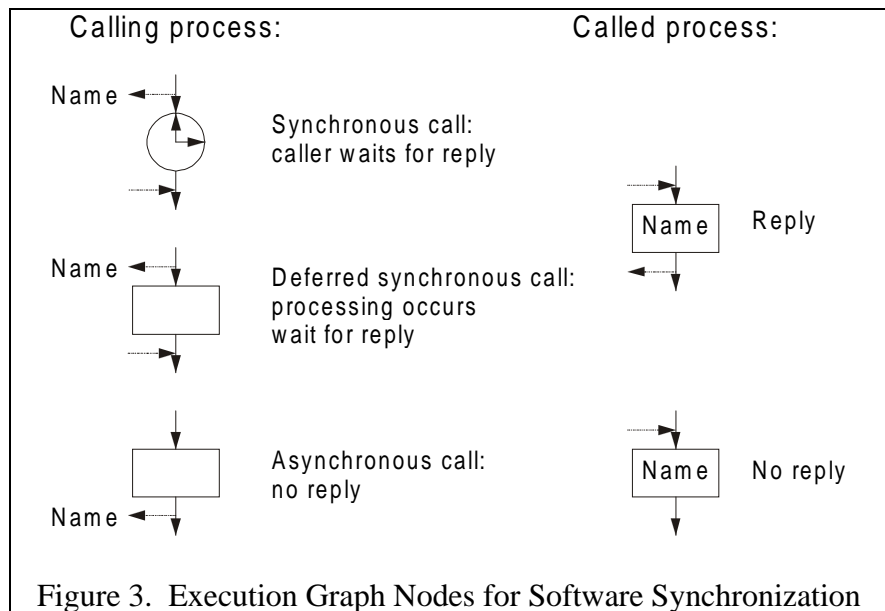 Calling process:
Called process:
Name
Synchronous call:
caller waits for reply
Name
Reply
Name
Deferred synchronous call:
processing occurs
wait for reply
Asynchronous call:
no reply
Name
Name
No reply
Figure 3. Execution Graph Nodes for Software Synchronization